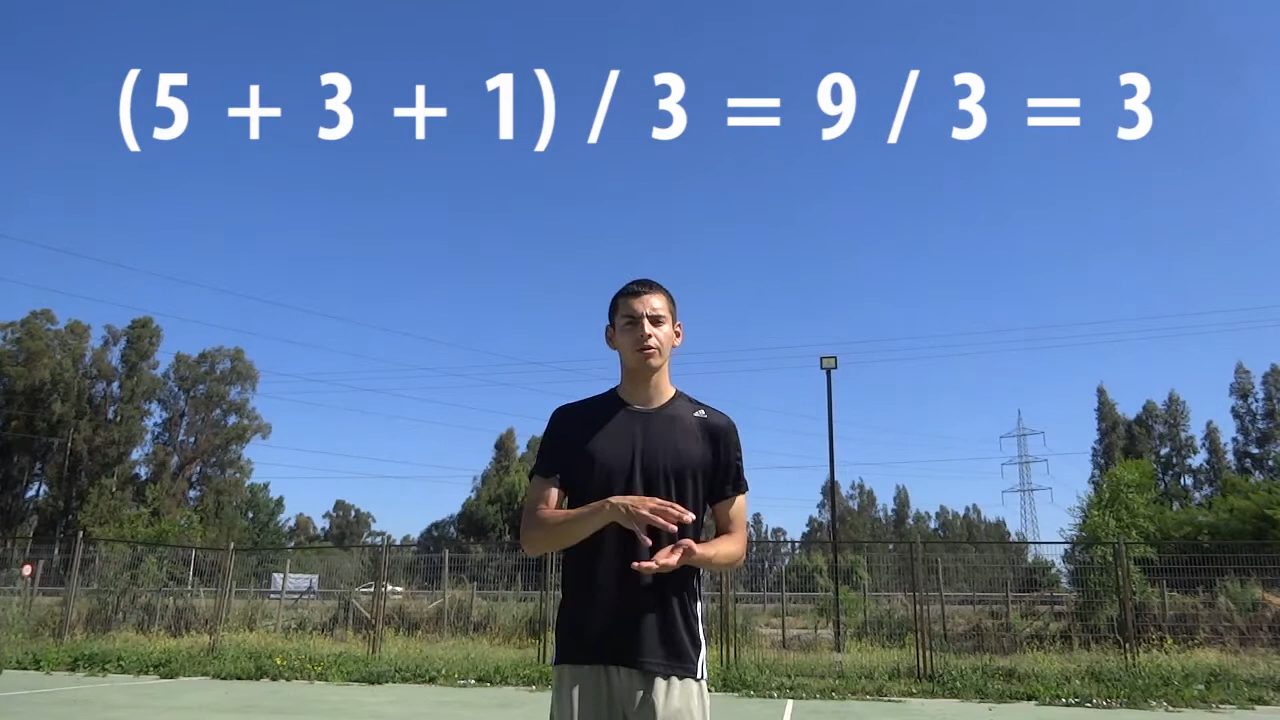 (5 + 3 + 1) / 3 = 9 / 3 = 3